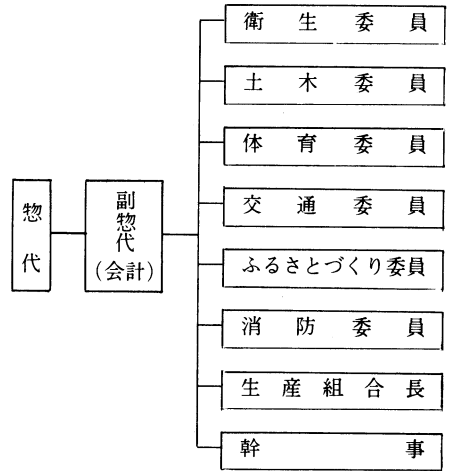 惣代
副惣代
(会計)
衛生委員
土木委員
体育委員
交通委員
ふるさとづくり委員
消防委員
生産組合長
幹事